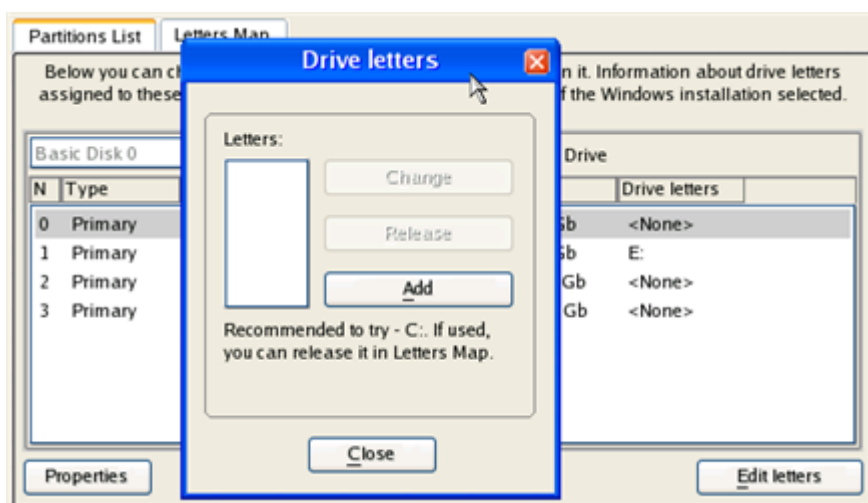 Partitions List Letters Map
Drive letters
Below you can n it. Information about drive letters
assigned to these f the Windows installation selected.
Letters:
Basic Disk 0 Drive
Change
N Type Drive letters
0 Primary Gb <None>
Release
1 Primary Gb E:
Add
2 Primary Gb <None>
3 Primary Gb <None>
Recommended to try - C:. If used,
you can release it in Letters Map.
Close
Properties Edit letters